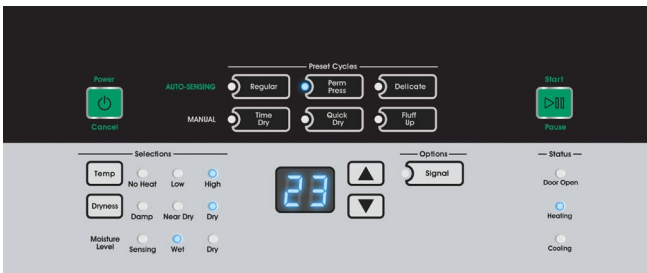 Preset Cycles
Power
Cancel
AUTO-SENSING
Regular
Perm
Press
Delicate
MANUAL
Time
Dry
Quick
Dry
Fluff
Up
Start
Pause
Selections
Temp
No Heat
Low
High
Dryness
Damp
Near Dry
Dry
Moisture
Level
Sensing
Wet
Dry
23
Options
Signal
Status
Door Open
Heating
Cooling